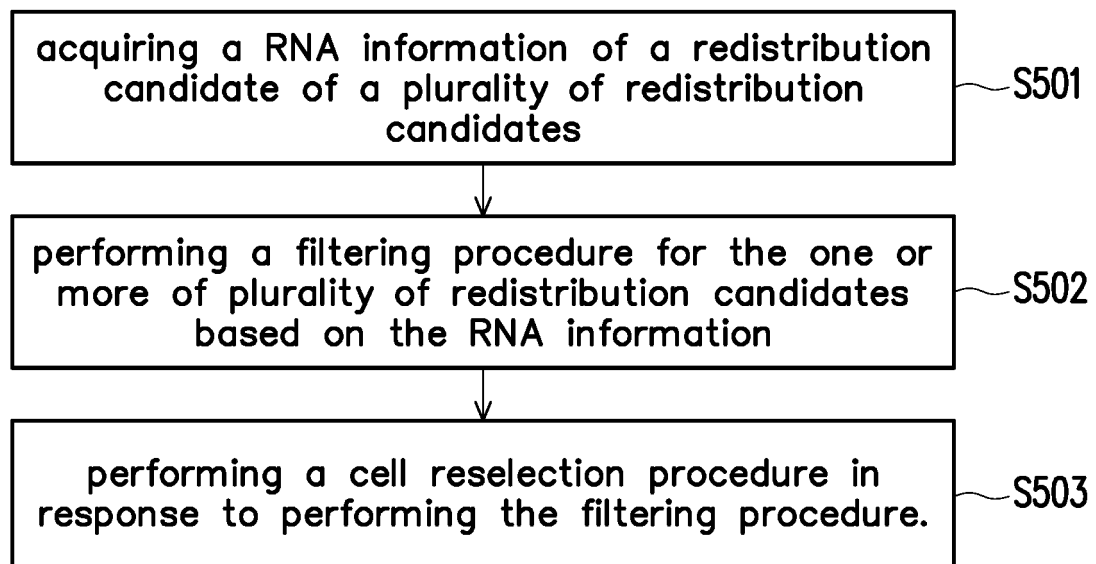 acquiring a RNA information of a redistribution
candidate of a plurality of redistribution
candidates
S501
performing a filtering procedure for the one or
more of plurality of redistribution candidates
based on the RNA information
S502
performing a cell reselection procedure in
response to performing the filtering procedure.
S503